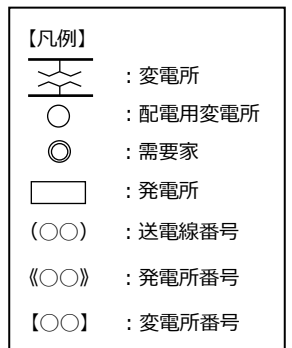 【凡例】
：変電所
：配電用変電所
：需要家
：発電所
(○○)：送電線番号
《○○》：発電所番号
【○○】：変電所番号